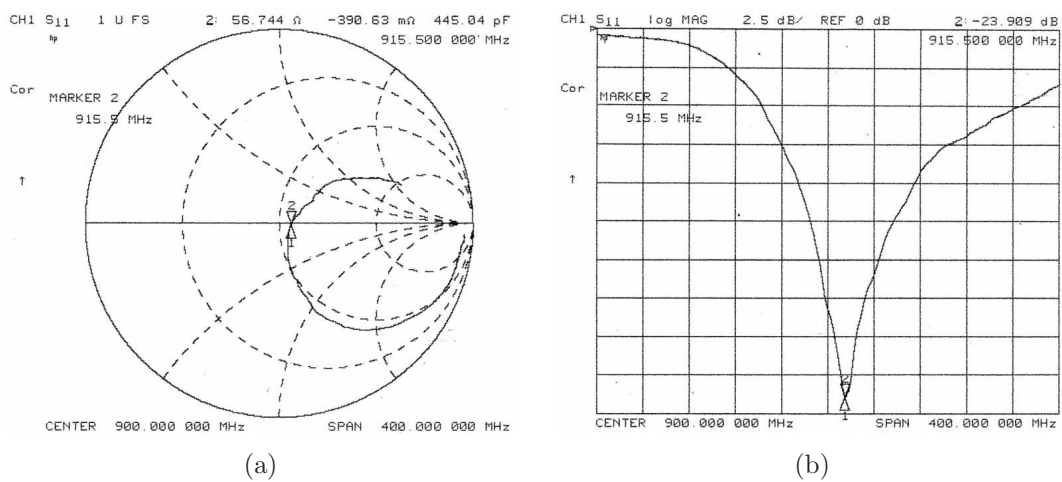 CH1 S11 1 U FS 2: 56.744 Ω -390.63 mΩ 445.04 pF
hp
915.500 000 MHz
Cor
MARKER 2
915.5 MHz
↑
2
1
CENTER 900.000 000 MHz SPAN 400.000 000 MHz
(a)
CH1 S11 log MAG 2.5 dB/ REF 0 dB 2:-23.909 dB
hp
915.500 000 MHz
Cor
MARKER 2
915.5 MHz
↑
2
1
CENTER 900.000 000 MHz SPAN 400.000 000 MHz
(b)